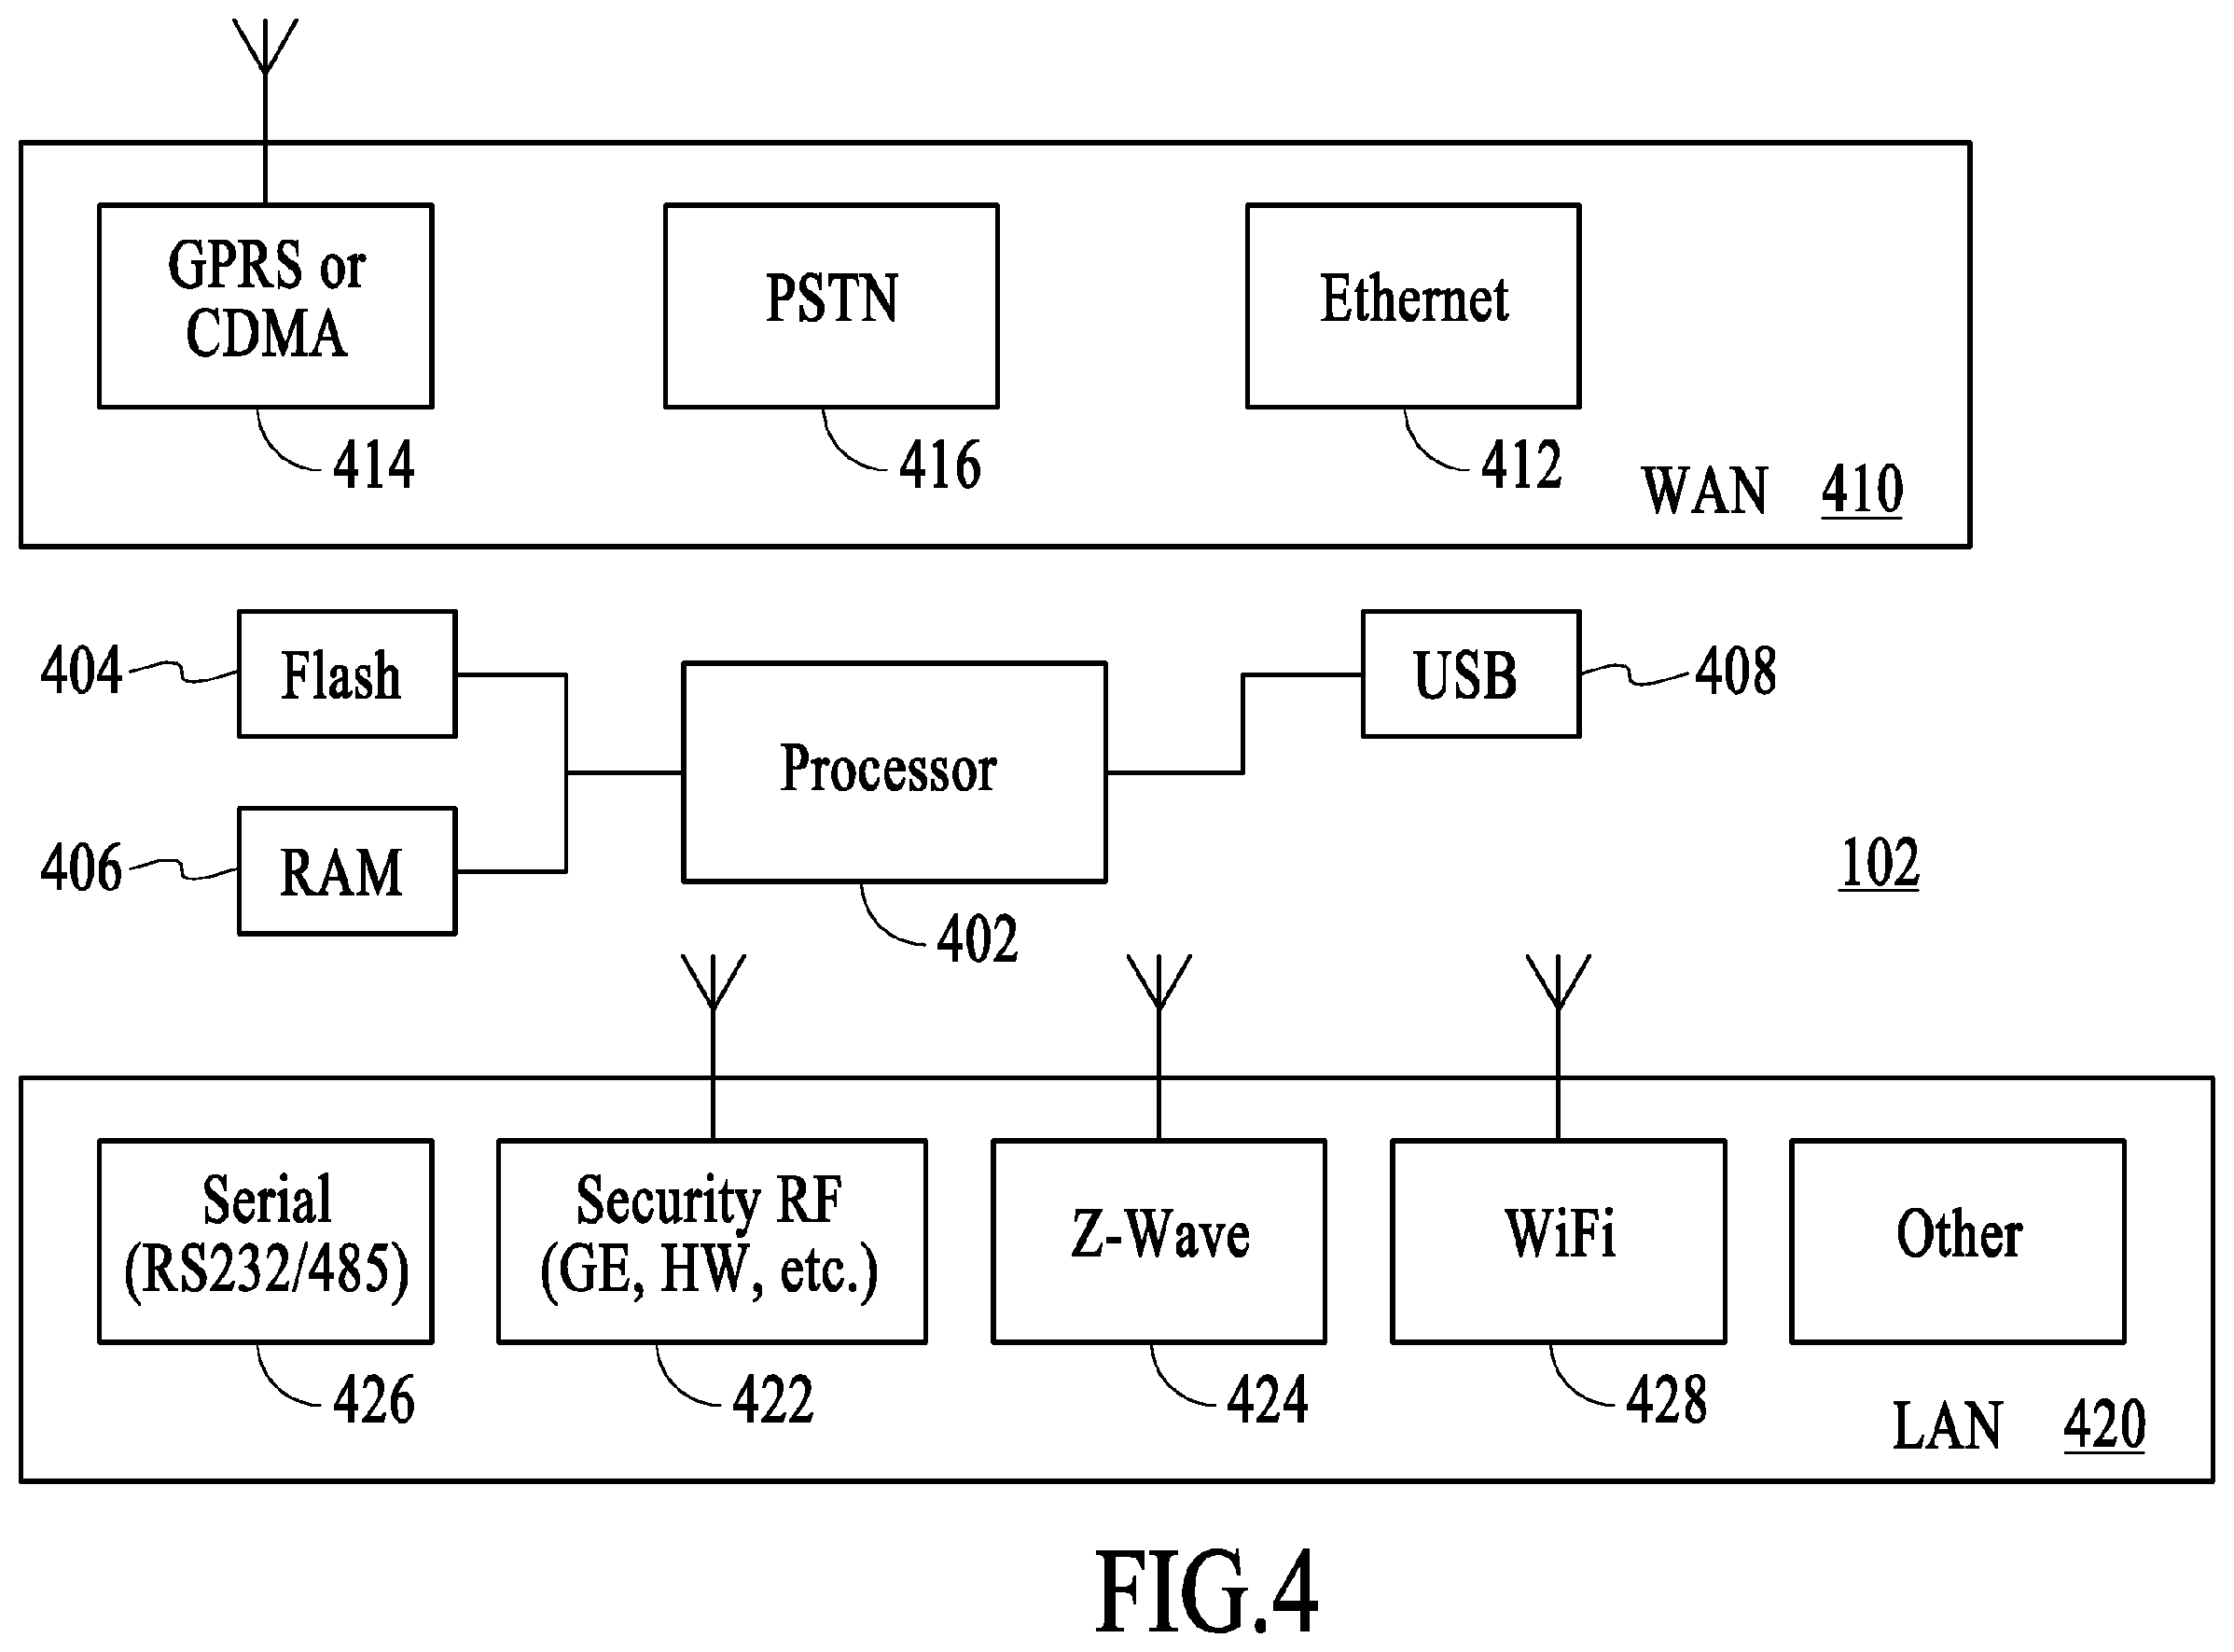 GPRS or
CDMA
PSTN
Ethernet
414
416
412
WAN 410
404
Flash
USB
408
Processor
406
RAM
102
402
Serial
(RS232/485)
Security RF
(GE, HW, etc.)
Z-Wave
WiFi
Other
426
422
424
428
LAN 420
FIG.4